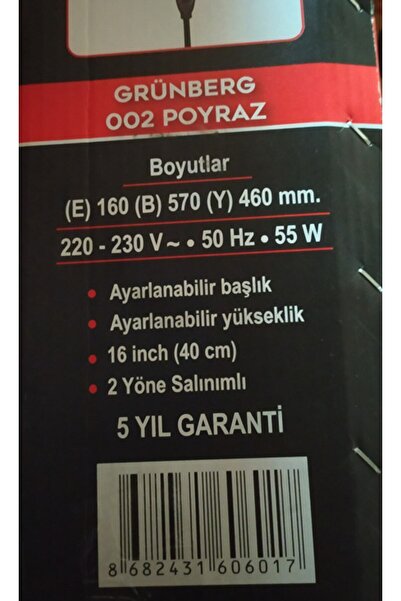 GRÜNBERG
002 POYRAZ
Boyutlar
(E) 160 (B) 570 (Y) 460 mm.
220 - 230 V ~ • 50 Hz • 55 W
• Ayarlanabilir başlık
• Ayarlanabilir yükseklik
• 16 inch (40 cm)
• 2 Yöne Salınımlı
5 YIL GARANTİ
8 682431 606017